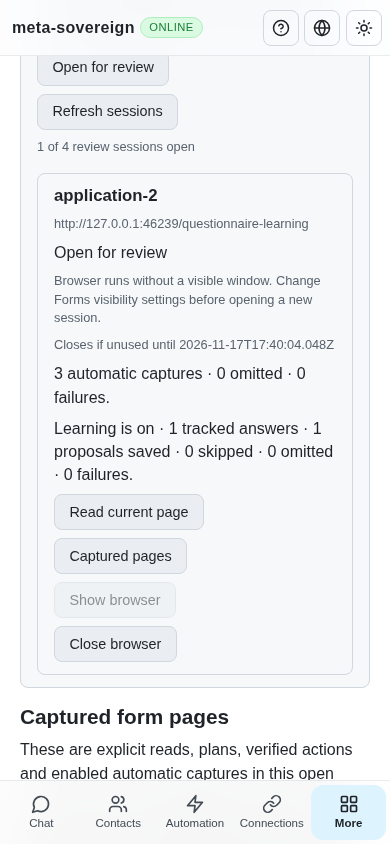 meta-sovereign ONLINE
Open for review
Refresh sessions
1 of 4 review sessions open
application-2
http://127.0.0.1:46239/questionnaire-learning
Open for review
Browser runs without a visible window. Change
Forms visibility settings before opening a new
session.
Closes if unused until 2026-11-17T17:40:04.048Z
3 automatic captures · 0 omitted · 0
failures.
Learning is on · 1 tracked answers · 1
proposals saved · 0 skipped · 0 omitted
· 0 failures.
Read current page
Captured pages
Show browser
Close browser
Captured form pages
These are explicit reads, plans, verified actions
and enabled automatic captures in this open
Chat Contacts Automation Connections More